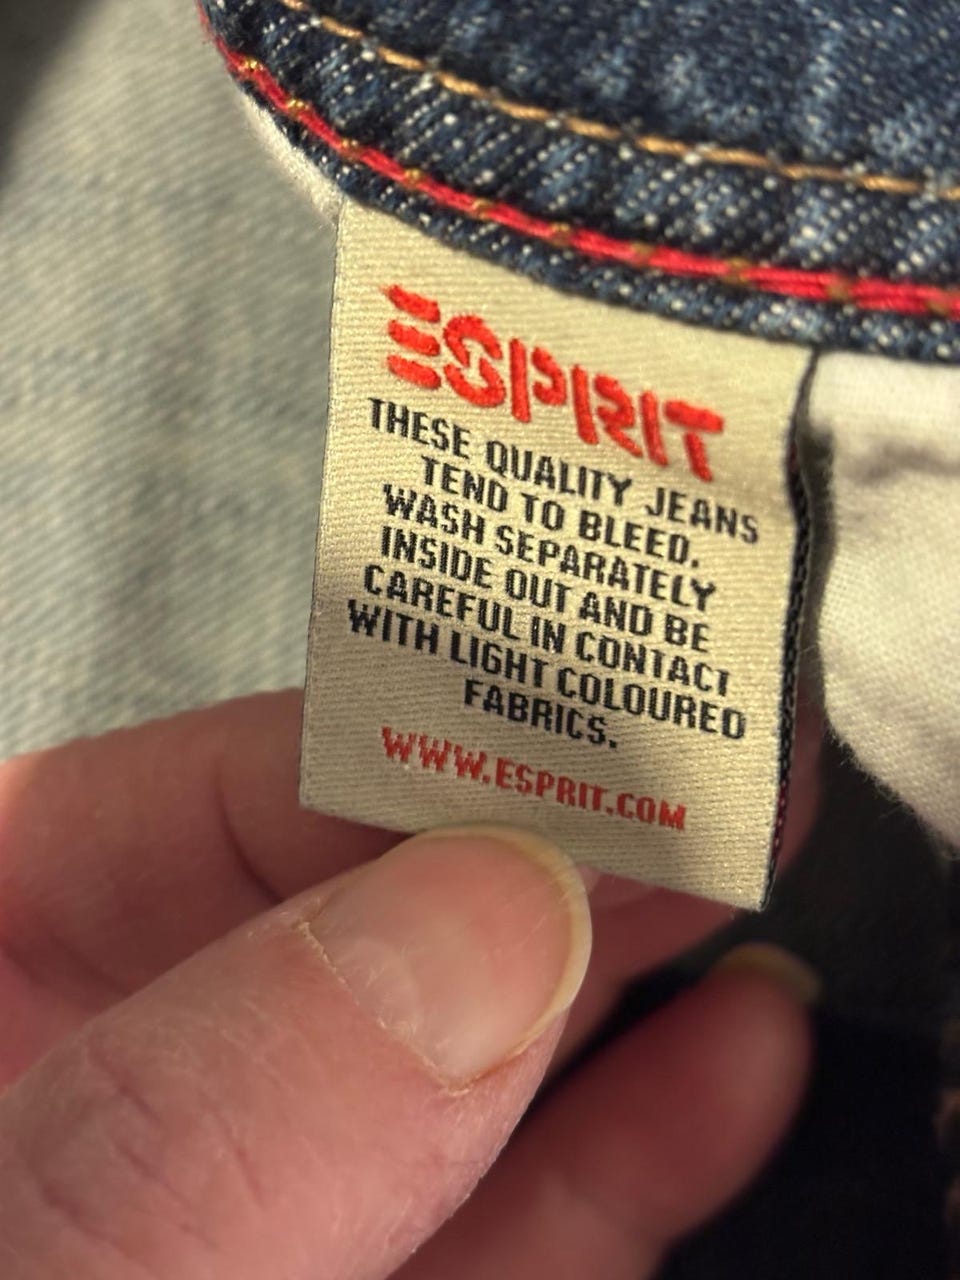 ESPRIT
THESE QUALITY JEANS
TEND TO BLEED.
WASH SEPARATELY
INSIDE OUT AND BE
CAREFUL IN CONTACT
WITH LIGHT COLOURED
FABRICS.
WWW.ESPRIT.COM